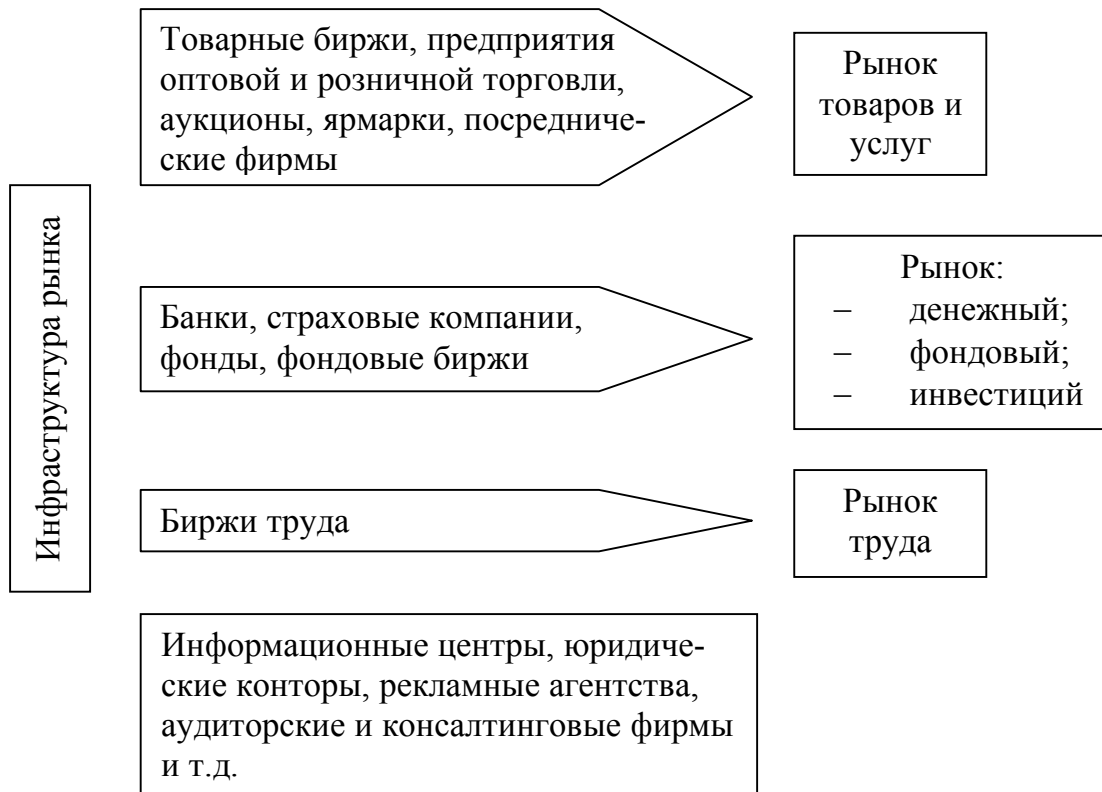 Инфраструктура рынка
Товарные биржи, предприятия
оптовой и розничной торговли,
аукционы, ярмарки, посредниче-
ские фирмы
Рынок
товаров и
услуг
Банки, страховые компании,
фонды, фондовые биржи
Рынок:
– денежный;
– фондовый;
– инвестиций
Биржи труда
Рынок
труда
Информационные центры, юридиче-
ские конторы, рекламные агентства,
аудиторские и консалтинговые фирмы
и т.д.